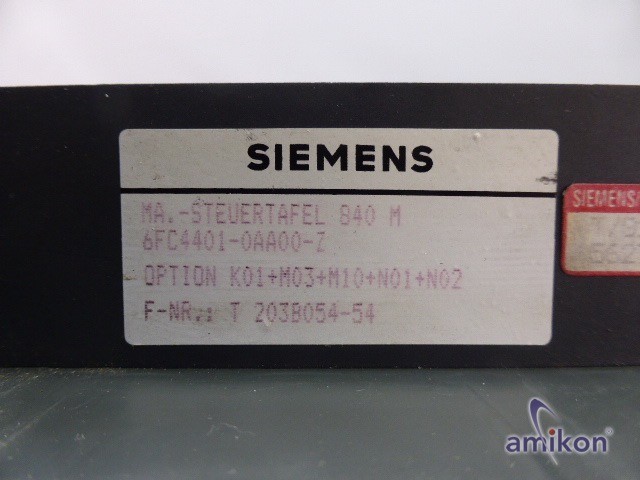 SIEMENS
MA.-STEUERTAFEL 840 M
6FC4401-0AA00-Z
OPTION K01+M03+M10+N01+N02
F-NR.: T 203B054-54
SIEMENS/
amikon®